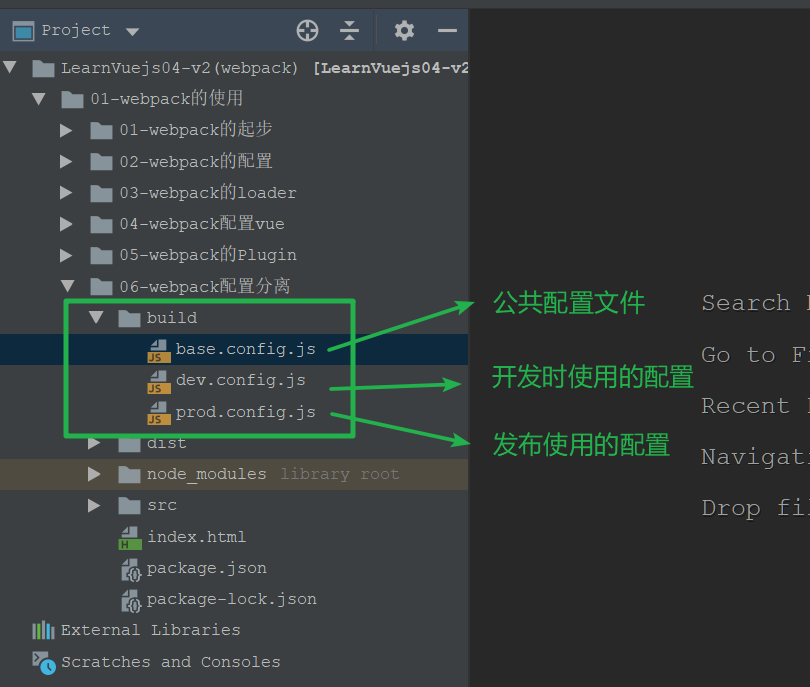 Project
LearnVuejs04-v2(webpack) [LearnVuejs04-v2
01-webpack的使用
01-webpack的起步
02-webpack的配置
03-webpack的loader
04-webpack配置vue
05-webpack的Plugin
06-webpack配置分离
build
base.config.js
dev.config.js
prod.config.js
dist
node_modules library root
src
index.html
package.json
package-lock.json
External Libraries
Scratches and Consoles
公共配置文件
开发时使用的配置
发布使用的配置
Search
Go to Fi
Recent
Navigati
Drop fil